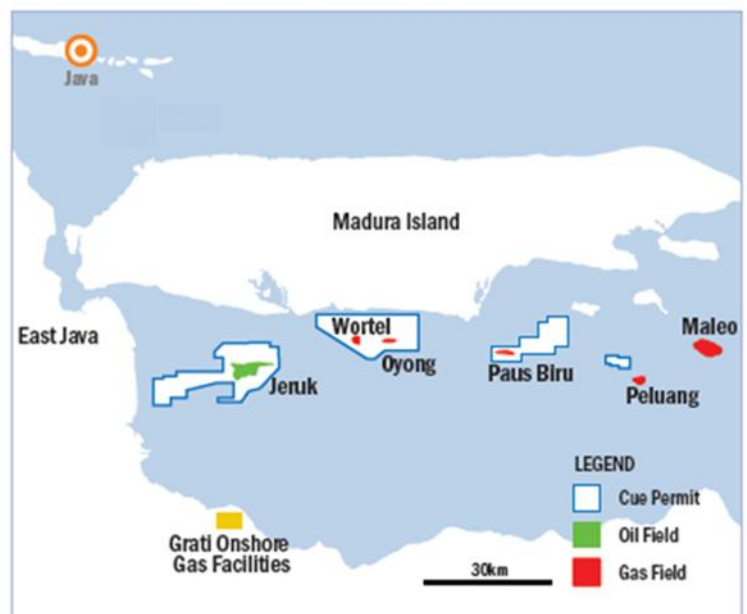 Java
Madura Island
East Java
Wortel
Oyong
Maleo
Paus Biru
Jeruk
Peluang
LEGEND
Cue Permit
Oil Field
Gas Field
Grati Onshore
Gas Facilities
30km